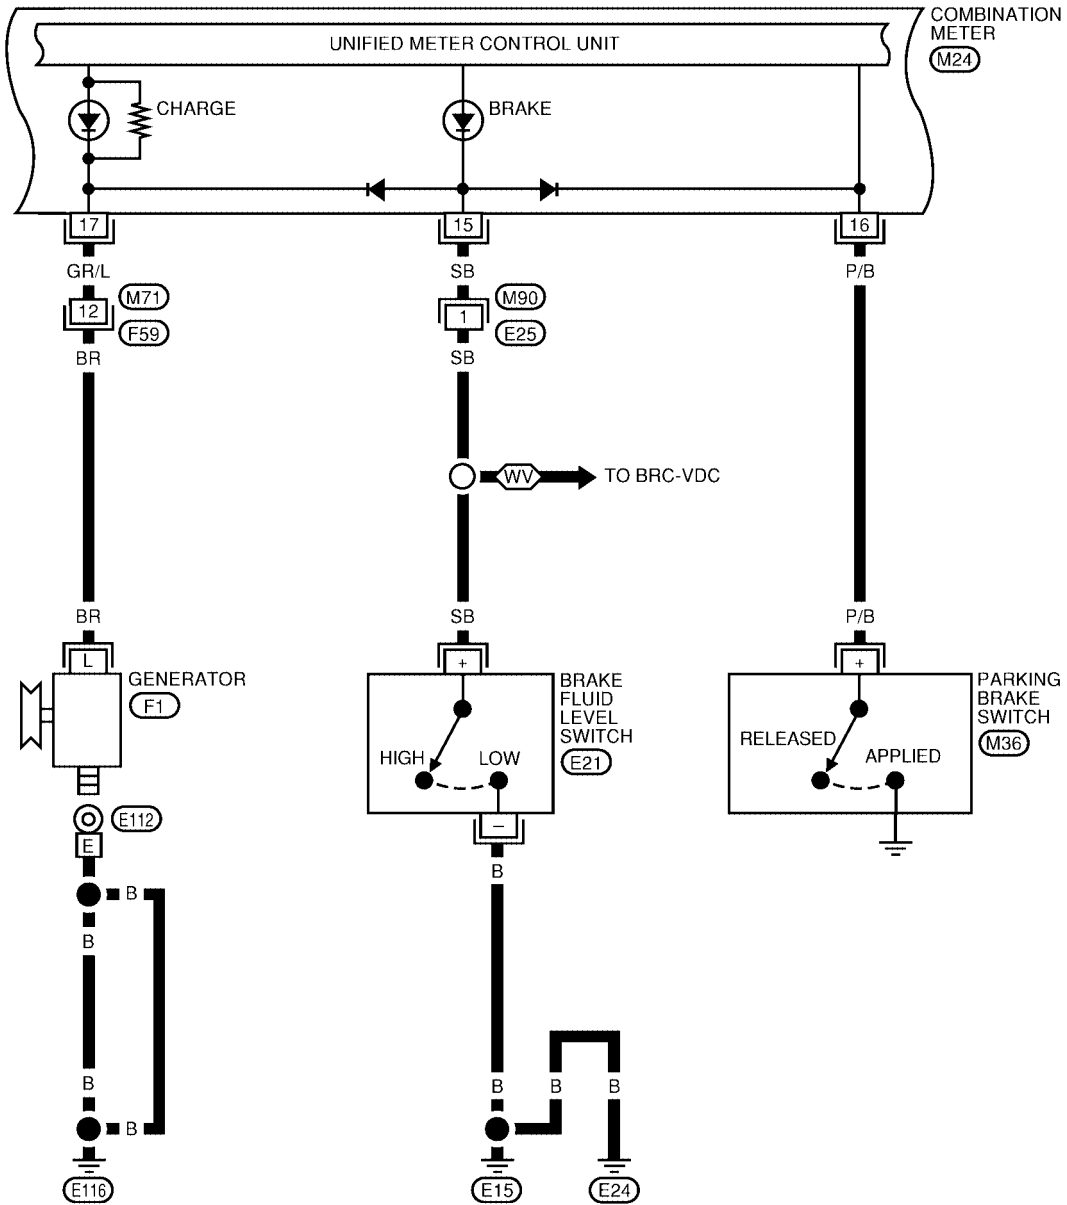 COMBINATION
METER
M24
UNIFIED METER CONTROL UNIT
CHARGE
BRAKE
17
15
16
GR/L
SB
P/B
12
M71
F59
1
M90
E25
BR
SB
WV
TO BRC-VDC
BR
SB
P/B
L
+
+
GENERATOR
F1
BRAKE
FLUID
LEVEL
SWITCH
E21
HIGH
LOW
PARKING
BRAKE
SWITCH
M36
RELEASED
APPLIED
E112
E
–
B
B
B
B
B
B
B
B
E116
E15
E24